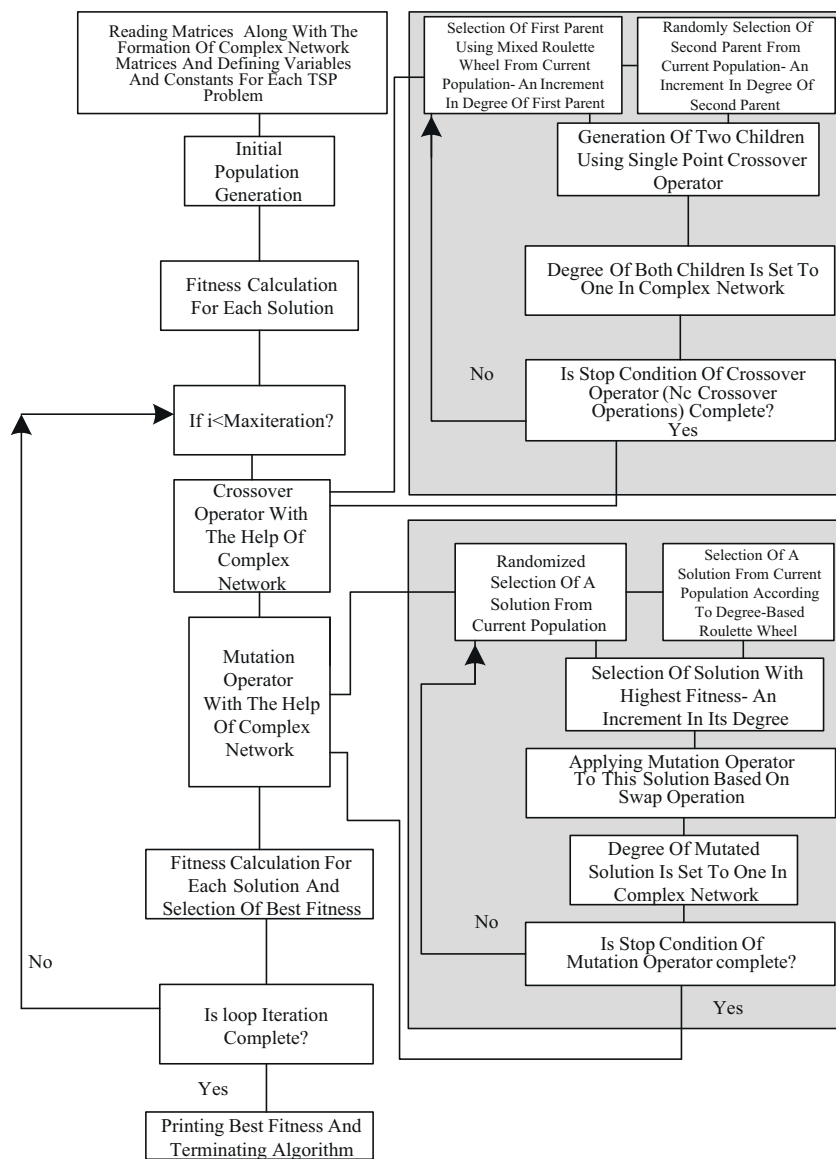 Reading Matrices Along With The
Formation Of Complex Network
Matrices And Defining Variables
And Constants For Each TSP
Problem
Initial
Population
Generation
Fitness Calculation
For Each Solution
If i<Maxiteration?
Crossover
Operator With
The Help Of
Complex
Network
Mutation
Operator
With The Help
Of Complex
Network
Fitness Calculation For
Each Solution And
Selection Of Best Fitness
No
Is loop Iteration
Complete?
Yes
Printing Best Fitness And
Terminating Algorithm
Selection Of First Parent
Using Mixed Roulette
Wheel From Current
Population- An Increment
In Degree Of First Parent
Randomly Selection Of
Second Parent From
Current Population- An
Increment In Degree Of
Second Parent
Generation Of Two Children
Using Single Point Crossover
Operator
Degree Of Both Children Is Set To
One In Complex Network
No
Is Stop Condition Of Crossover
Operator (Nc Crossover
Operations) Complete?
Yes
Randomized
Selection Of A
Solution From
Current Population
Selection Of A
Solution From Current
Population According
To Degree-Based
Roulette Wheel
Selection Of Solution With
Highest Fitness- An
Increment In Its Degree
Applying Mutation Operator
To This Solution Based On
Swap Operation
Degree Of Mutated
Solution Is Set To One In
Complex Network
No
Is Stop Condition Of
Mutation Operator complete?
Yes